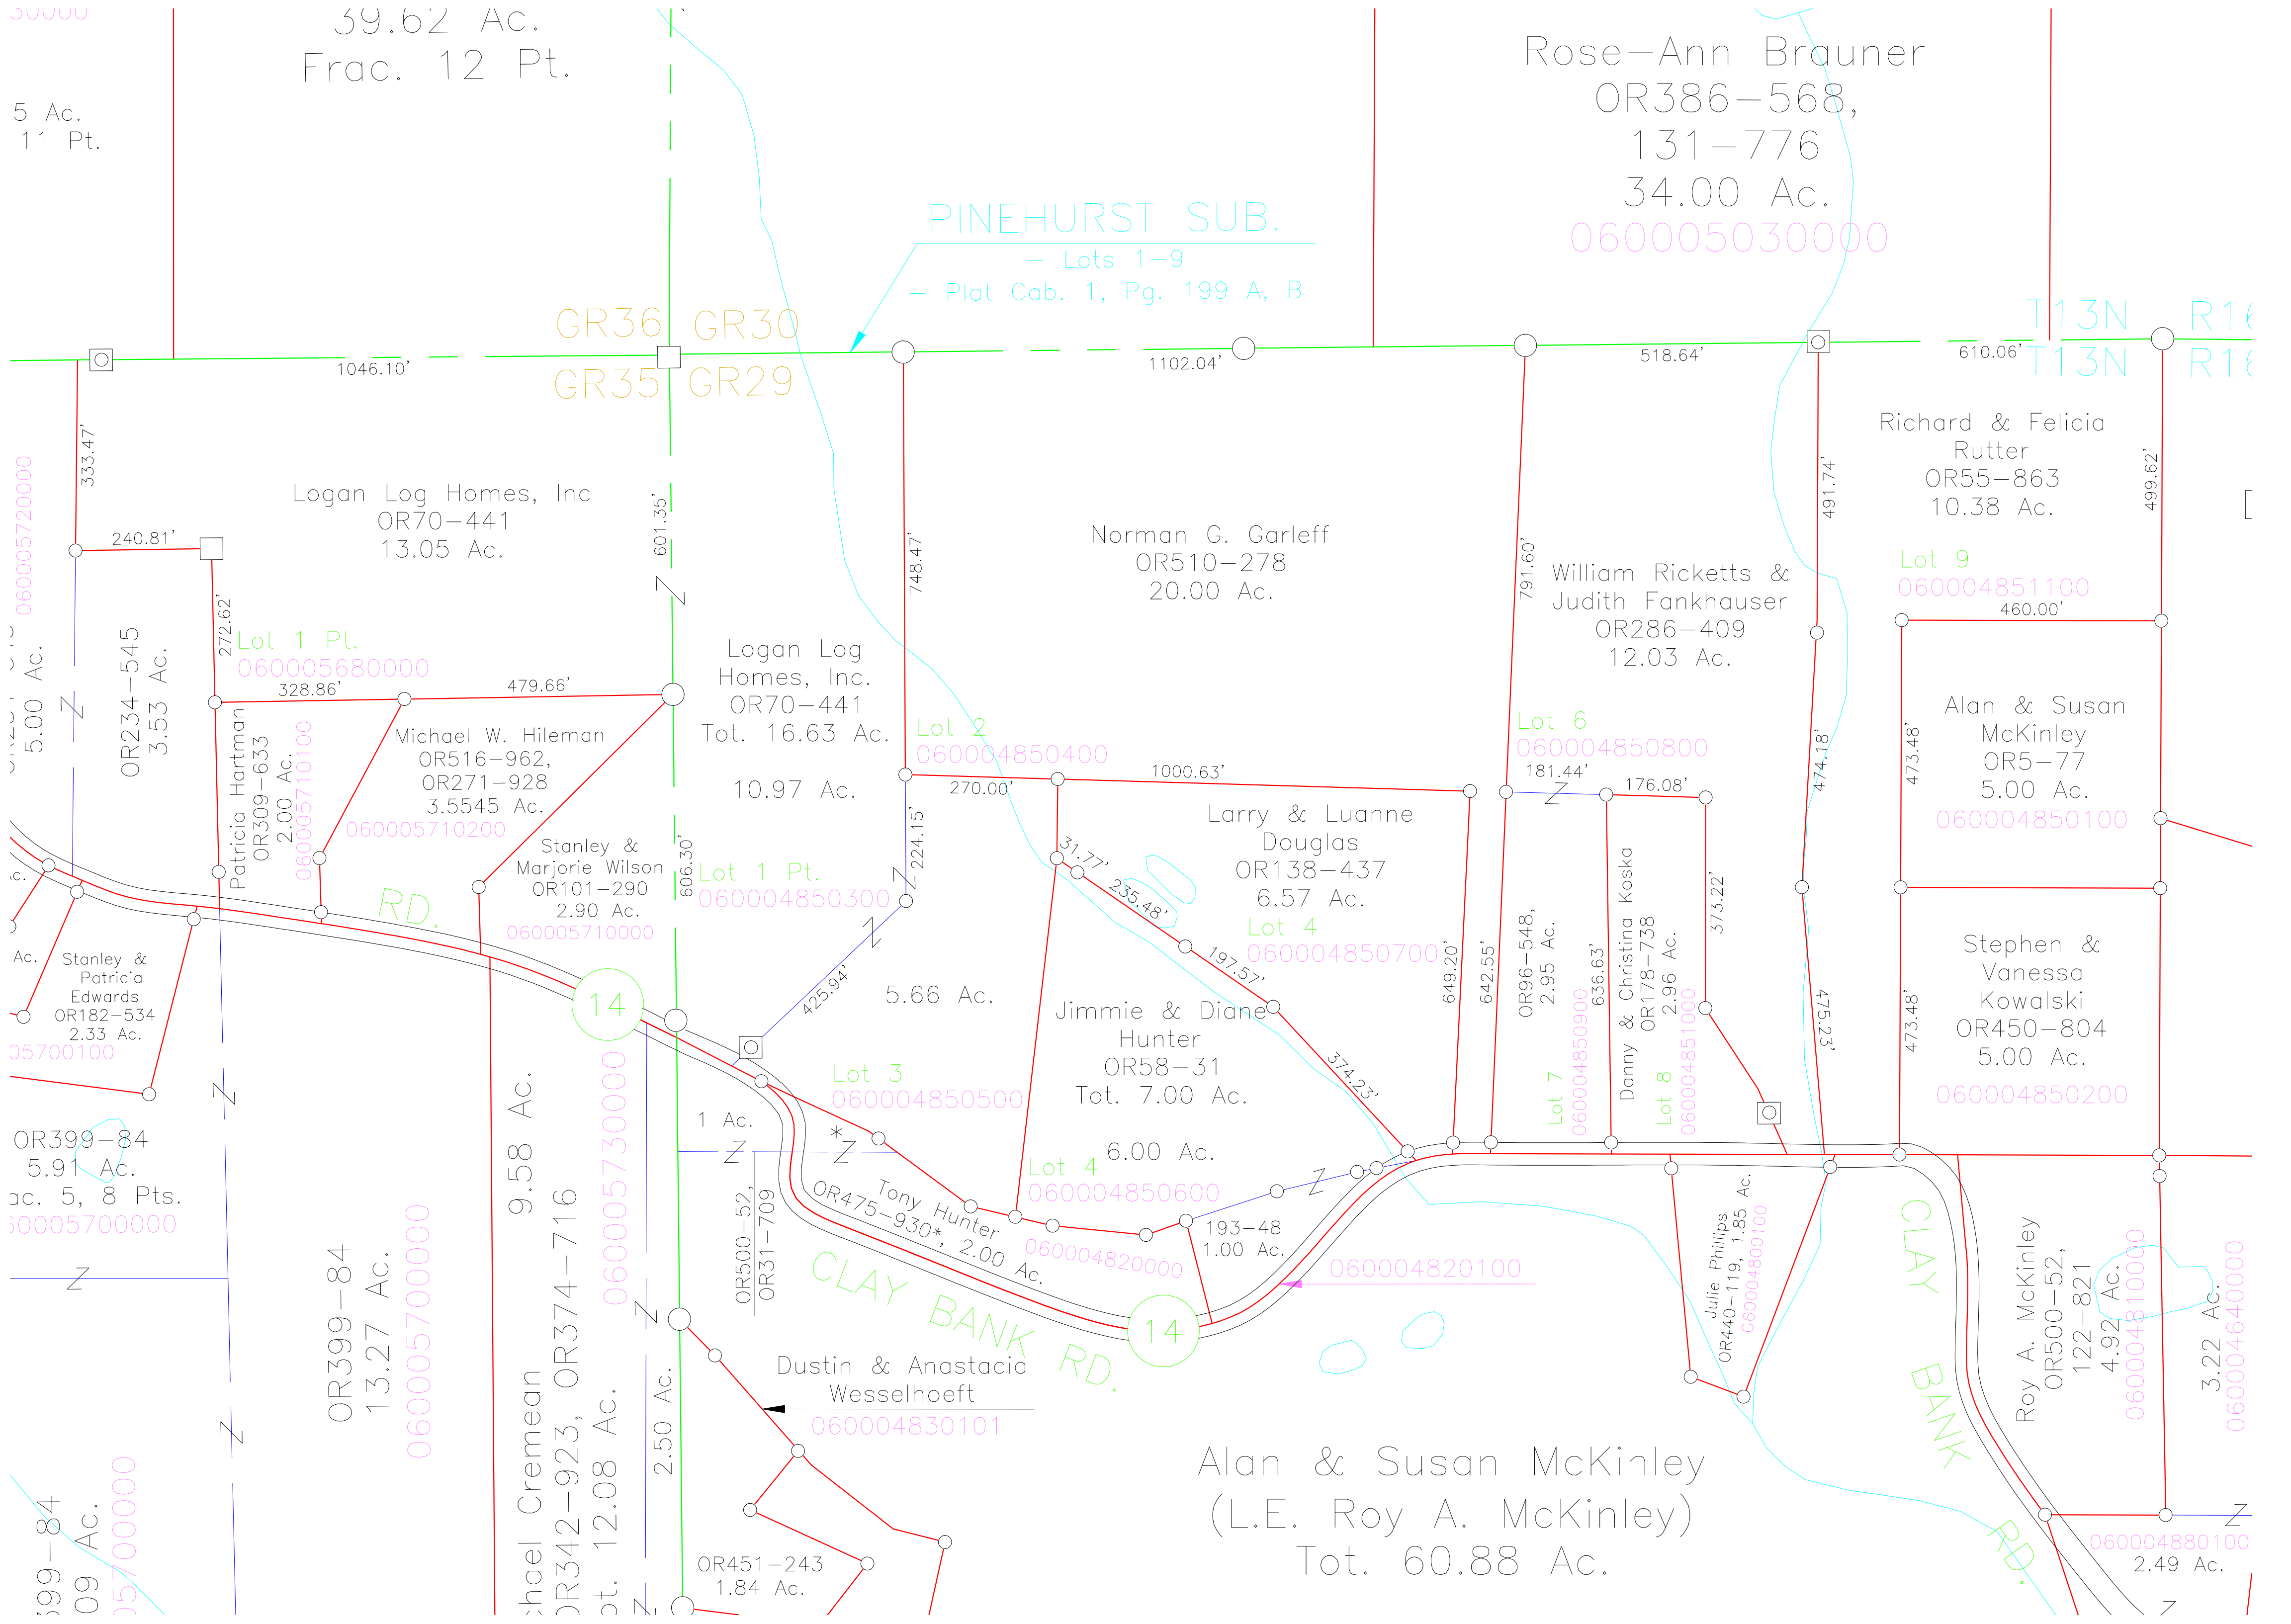 30000
39.62 Ac.
Frac. 12 Pt.
5 Ac.
11 Pt.
Rose-Ann Brauner
OR386-568,
131-776
34.00 Ac.
060005030000
PINEHURST SUB.
- Lots 1-9
- Plat Cab. 1, Pg. 199 A, B
GR36
GR30
GR35
GR29
T13N
T13N
1046.10'
1102.04'
518.64'
610.06'
333.47'
060005720000
240.81'
272.62'
Logan Log Homes, Inc
OR70-441
13.05 Ac.
Lot 1 Pt.
060005680000
601.35'
328.86'
479.66'
5.00 Ac.
OR234-545
3.53 Ac.
Patricia Hartman
OR309-633
2.00 Ac.
060005710100
Michael W. Hileman
OR516-962,
OR271-928
3.5545 Ac.
060005710200
Stanley &
Marjorie Wilson
OR101-290
2.90 Ac.
060005710000
606.30'
Logan Log
Homes, Inc.
OR70-441
Tot. 16.63 Ac.
10.97 Ac.
Lot 1 Pt.
060004850300
748.47'
224.15'
425.94'
5.66 Ac.
Norman G. Garleff
OR510-278
20.00 Ac.
Lot 2
060004850400
270.00'
1000.63'
791.60'
William Ricketts &
Judith Fankhauser
OR286-409
12.03 Ac.
Lot 6
060004850800
181.44'
176.08'
491.74'
474.18'
475.23'
Richard & Felicia
Rutter
OR55-863
10.38 Ac.
Lot 9
060004851100
499.62'
460.00'
Alan & Susan
McKinley
OR5-77
5.00 Ac.
060004850100
473.48'
Stephen &
Vanessa
Kowalski
OR450-804
5.00 Ac.
060004850200
473.48'
Larry & Luanne
Douglas
OR138-437
6.57 Ac.
Lot 4
060004850700
31.77'
235.48'
197.57'
374.23'
649.20'
642.55'
OR96-548,
2.95 Ac.
Lot 7
060004850900
636.63'
Danny & Christina Koska
OR178-738
2.96 Ac.
Lot 8
060004851000
373.22'
Jimmie & Diane
Hunter
OR58-31
Tot. 7.00 Ac.
6.00 Ac.
Lot 4
060004850600
Lot 3
060004850500
RD.
14
Ac.
Stanley &
Patricia
Edwards
OR182-534
2.33 Ac.
05700100
OR399-84
5.91 Ac.
ac. 5, 8 Pts.
60005700000
OR399-84
13.27 Ac.
060005700000
399-84
09 Ac.
05700000
9.58 Ac.
060005730000
chael Cremean
OR342-923, OR374-716
ot. 12.08 Ac.
2.50 Ac.
1 Ac.
*
OR500-52,
OR31-709
Tony Hunter
OR475-930*, 2.00 Ac.
060004820000
193-48
1.00 Ac.
060004820100
CLAY BANK RD.
14
Dustin & Anastacia
Wesselhoeft
060004830101
OR451-243
1.84 Ac.
Alan & Susan McKinley
(L.E. Roy A. McKinley)
Tot. 60.88 Ac.
Julie Phillips
OR440-119, 1.85 Ac.
060004800100
CLAY BANK RD.
Roy A. McKinley
OR500-52,
122-821
4.92 Ac.
060004810000
3.22 Ac.
060004640000
060004880100
2.49 Ac.